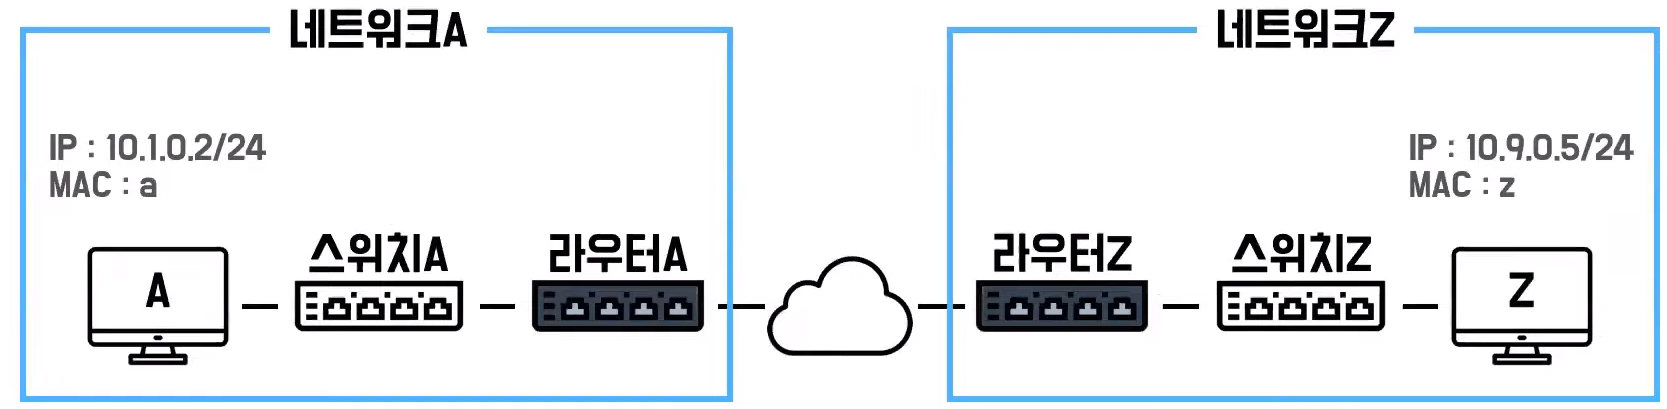 네트워크A
네트워크Z
IP : 10.1.0.2/24
MAC : a
IP : 10.9.0.5/24
MAC : z
스위치A
라우터A
라우터Z
스위치Z
A
Z